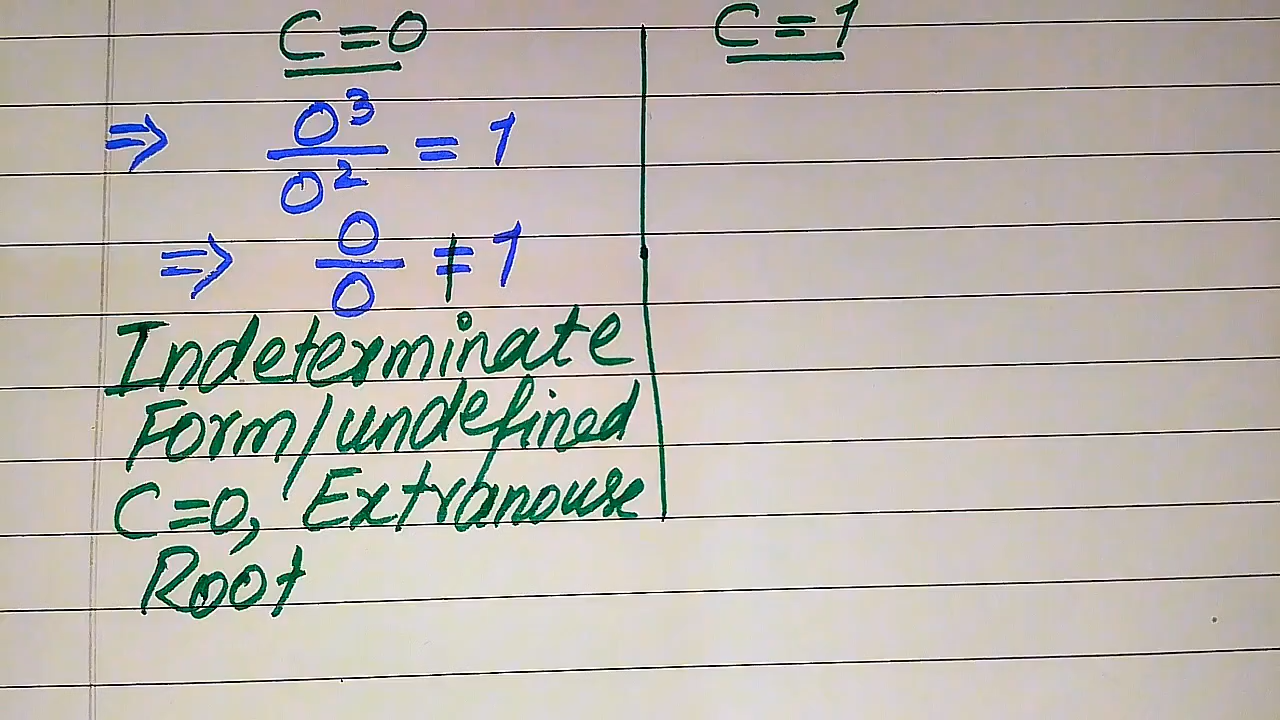 C=0
C=1
⇒ 0³/0² = 1
⇒ 0/0 ≠ 1
Indeterminate
Form/undefined
C=0, Extranouse
Root